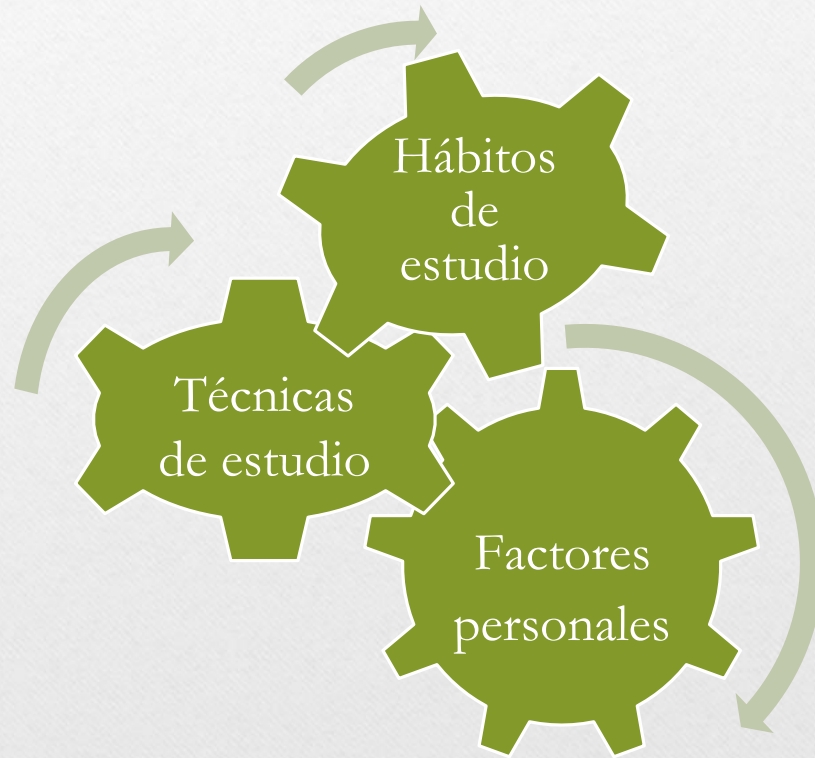 Hábitos
de
estudio
Técnicas
de estudio
Factores
personales